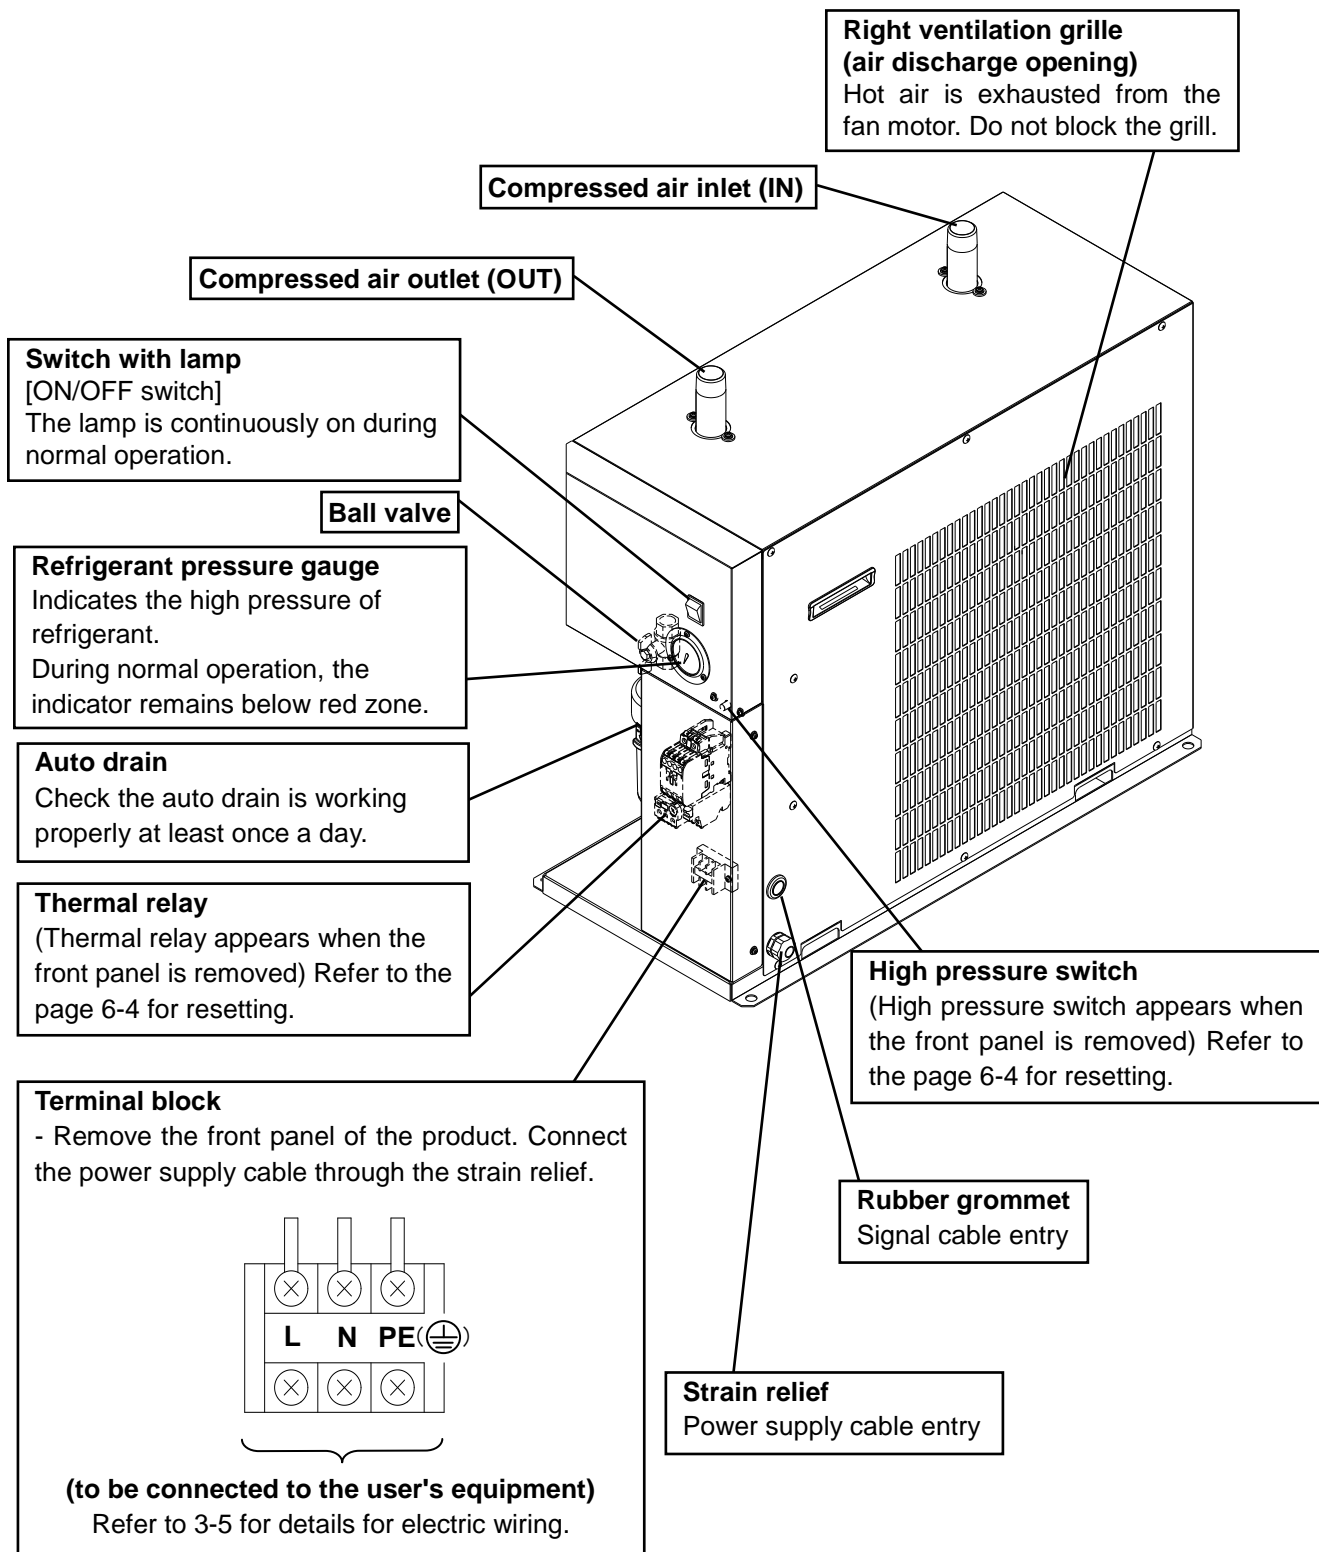 Right ventilation grille
(air discharge opening)
Hot air is exhausted from the
fan motor. Do not block the grill.
Compressed air inlet (IN)
Compressed air outlet (OUT)
Switch with lamp
[ON/OFF switch]
The lamp is continuously on during
normal operation.
Ball valve
Refrigerant pressure gauge
Indicates the high pressure of
refrigerant.
During normal operation, the
indicator remains below red zone.
Auto drain
Check the auto drain is working
properly at least once a day.
Thermal relay
(Thermal relay appears when the
front panel is removed) Refer to the
page 6-4 for resetting.
High pressure switch
(High pressure switch appears when
the front panel is removed) Refer to
the page 6-4 for resetting.
Terminal block
- Remove the front panel of the product. Connect
the power supply cable through the strain relief.
L N PE(⏚)
(to be connected to the user's equipment)
Refer to 3-5 for details for electric wiring.
Rubber grommet
Signal cable entry
Strain relief
Power supply cable entry